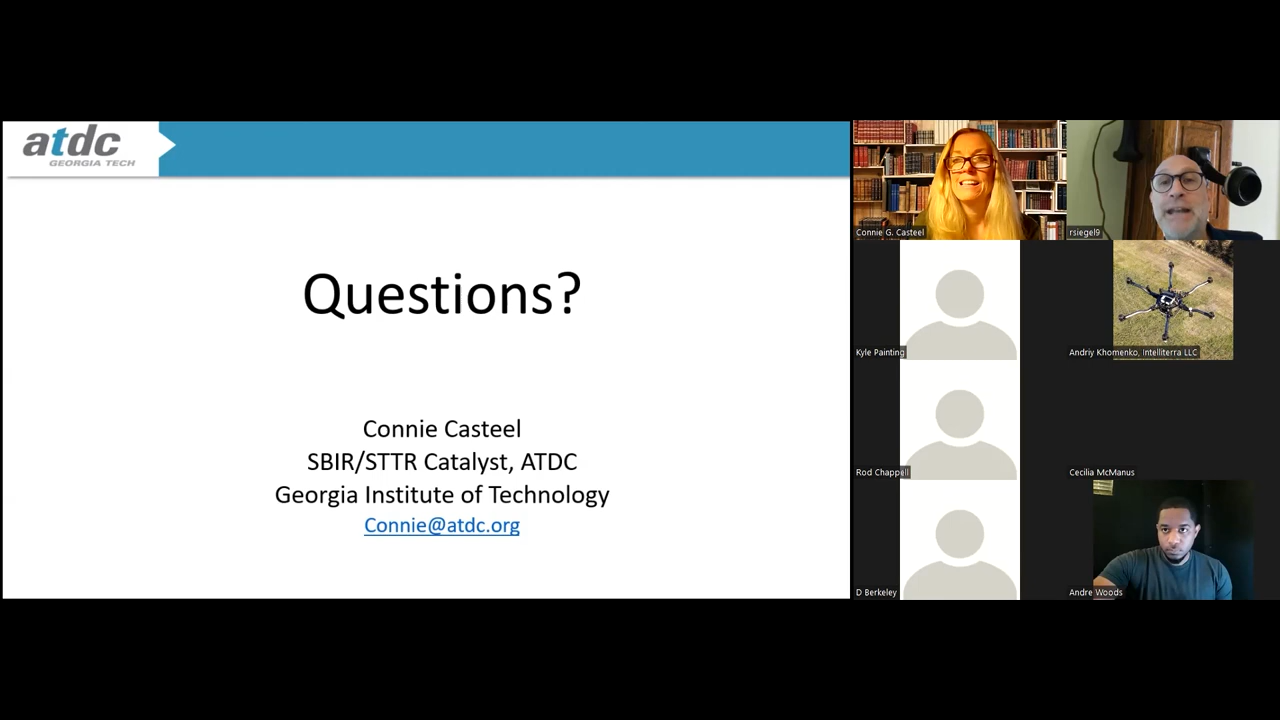 atdc
GEORGIA TECH
Questions?
Connie Casteel
SBIR/STTR Catalyst, ATDC
Georgia Institute of Technology
Connie@atdc.org
Connie G. Casteel
rsiegel9
Kyle Painting
Andriy Khomenko, Intelliterra LLC
Rod Chappell
Cecilia McManus
D Berkeley
Andre Woods